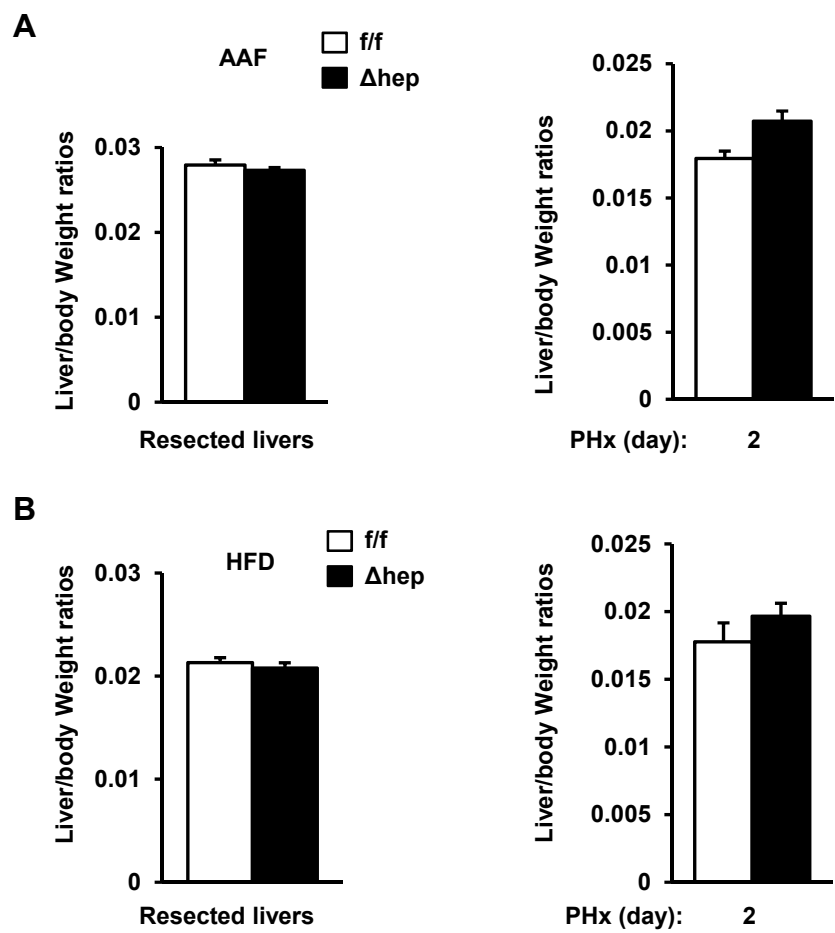 A
AAF
f/f
Δhep
Liver/body Weight ratios
0.03
0.02
0.01
0
Resected livers
Liver/body Weight ratios
0.025
0.02
0.015
0.01
0.005
0
PHx (day): 2
B
HFD
f/f
Δhep
Liver/body Weight ratios
0.03
0.02
0.01
0
Resected livers
Liver/body Weight ratios
0.025
0.02
0.015
0.01
0.005
0
PHx (day): 2